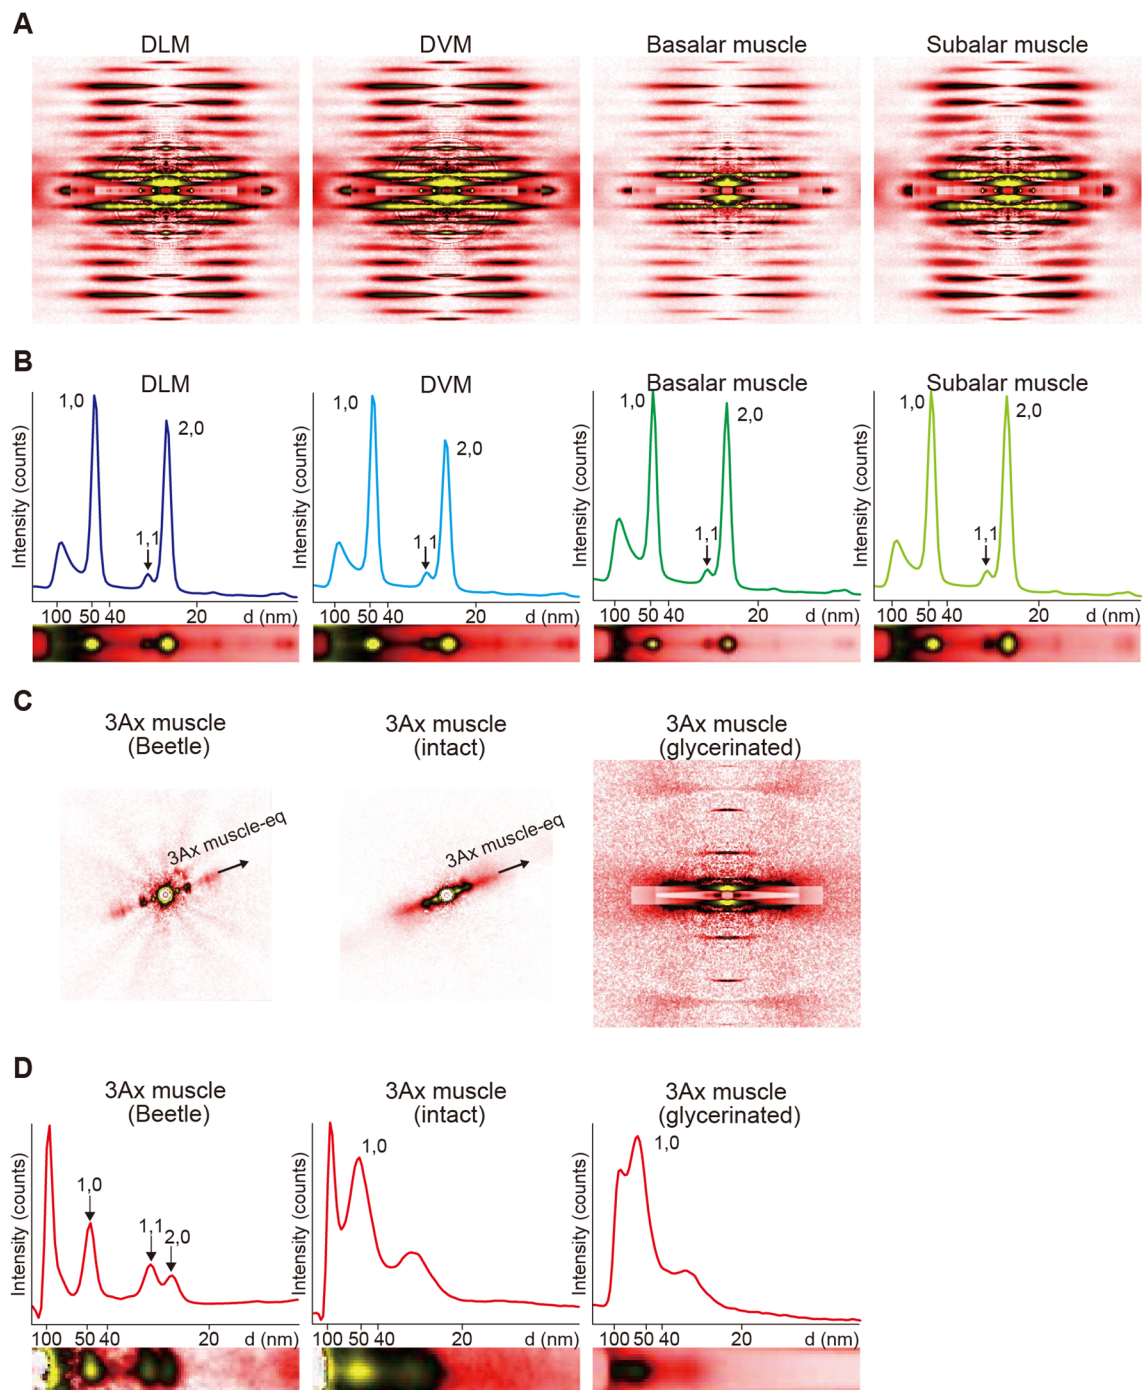 A
DLM
DVM
Basalar muscle
Subalar muscle
B
DLM
DVM
Basalar muscle
Subalar muscle
Intensity (counts)
1,0
1,1
2,0
100 50 40 20 d (nm)
Intensity (counts)
1,0
1,1
2,0
100 50 40 20 d (nm)
Intensity (counts)
1,0
1,1
2,0
100 50 40 20 d (nm)
Intensity (counts)
1,0
1,1
2,0
100 50 40 20 d (nm)
C
3Ax muscle
(Beetle)
3Ax muscle-eq
3Ax muscle
(intact)
3Ax muscle-eq
3Ax muscle
(glycerinated)
D
3Ax muscle
(Beetle)
Intensity (counts)
1,0
1,1
2,0
100 50 40 20 d (nm)
3Ax muscle
(intact)
Intensity (counts)
1,0
100 50 40 20 d (nm)
3Ax muscle
(glycerinated)
Intensity (counts)
1,0
100 50 40 20 d (nm)